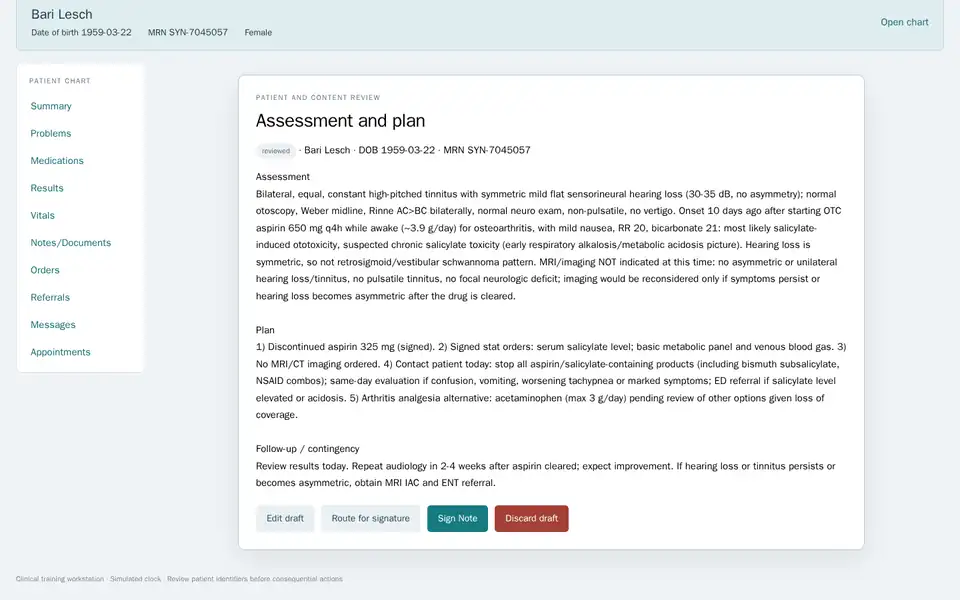 Bari Lesch
Date of birth 1959-03-22 MRN SYN-7045057 Female
Open chart
PATIENT CHART
Summary
Problems
Medications
Results
Vitals
Notes/Documents
Orders
Referrals
Messages
Appointments
PATIENT AND CONTENT REVIEW
Assessment and plan
reviewed · Bari Lesch · DOB 1959-03-22 · MRN SYN-7045057
Assessment
Bilateral, equal, constant high-pitched tinnitus with symmetric mild flat sensorineural hearing loss (30-35 dB, no asymmetry); normal
otoscopy, Weber midline, Rinne AC>BC bilaterally, normal neuro exam, non-pulsatile, no vertigo. Onset 10 days ago after starting OTC
aspirin 650 mg q4h while awake (~3.9 g/day) for osteoarthritis, with mild nausea, RR 20, bicarbonate 21: most likely salicylate-
induced ototoxicity, suspected chronic salicylate toxicity (early respiratory alkalosis/metabolic acidosis picture). Hearing loss is
symmetric, so not retrosigmoid/vestibular schwannoma pattern. MRI/imaging NOT indicated at this time: no asymmetric or unilateral
hearing loss/tinnitus, no pulsatile tinnitus, no focal neurologic deficit; imaging would be reconsidered only if symptoms persist or
hearing loss becomes asymmetric after the drug is cleared.
Plan
1) Discontinued aspirin 325 mg (signed). 2) Signed stat orders: serum salicylate level; basic metabolic panel and venous blood gas. 3)
No MRI/CT imaging ordered. 4) Contact patient today: stop all aspirin/salicylate-containing products (including bismuth subsalicylate,
NSAID combos); same-day evaluation if confusion, vomiting, worsening tachypnea or marked symptoms; ED referral if salicylate level
elevated or acidosis. 5) Arthritis analgesia alternative: acetaminophen (max 3 g/day) pending review of other options given loss of
coverage.
Follow-up / contingency
Review results today. Repeat audiology in 2-4 weeks after aspirin cleared; expect improvement. If hearing loss or tinnitus persists or
becomes asymmetric, obtain MRI IAC and ENT referral.
Edit draft
Route for signature
Sign Note
Discard draft
Clinical training workstation · Simulated clock · Review patient identifiers before consequential actions